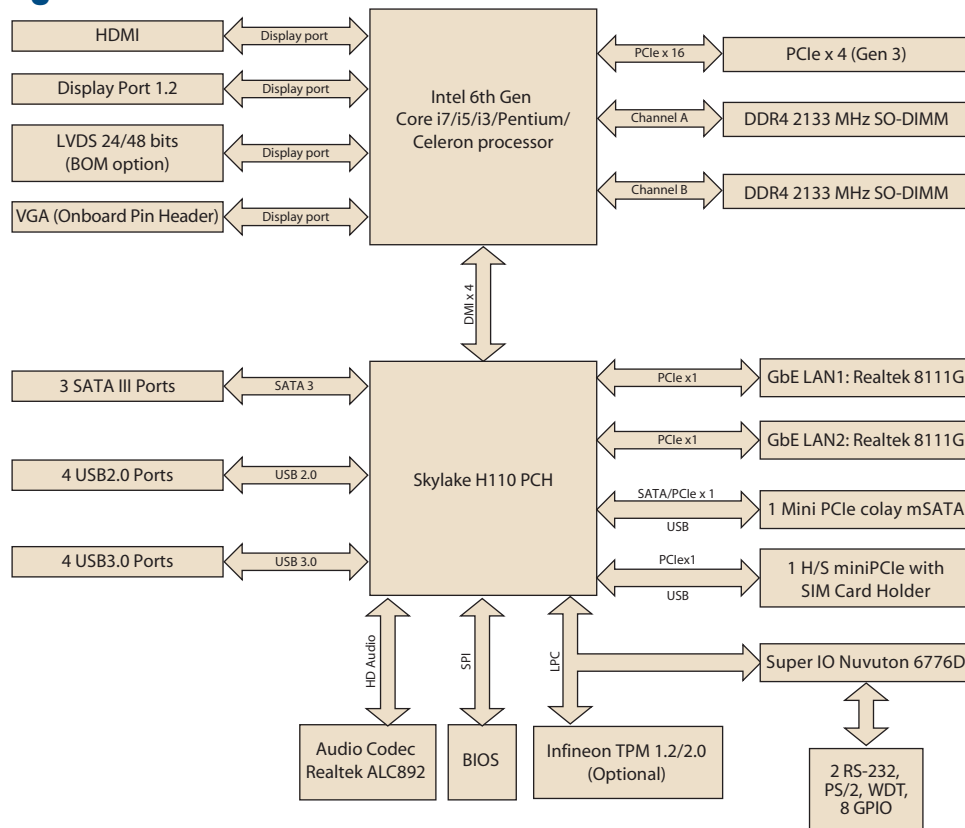 HDMI
Display port
Display Port 1.2
Display port
LVDS 24/48 bits
(BOM option)
Display port
VGA (Onboard Pin Header)
Display port
Intel 6th Gen
Core i7/i5/i3/Pentium/
Celeron processor
PCIe x 16
PCIe x 4 (Gen 3)
Channel A
DDR4 2133 MHz SO-DIMM
Channel B
DDR4 2133 MHz SO-DIMM
DMI x 4
3 SATA III Ports
SATA 3
4 USB2.0 Ports
USB 2.0
4 USB3.0 Ports
USB 3.0
Skylake H110 PCH
PCIe x1
GbE LAN1: Realtek 8111G
PCIe x1
GbE LAN2: Realtek 8111G
SATA/PCIe x 1
USB
1 Mini PCIe colay mSATA
PCIex1
USB
1 H/S miniPCIe with
SIM Card Holder
HD Audio
SPI
LPC
Super IO Nuvuton 6776D
Audio Codec
Realtek ALC892
BIOS
Infineon TPM 1.2/2.0
(Optional)
2 RS-232,
PS/2, WDT,
8 GPIO